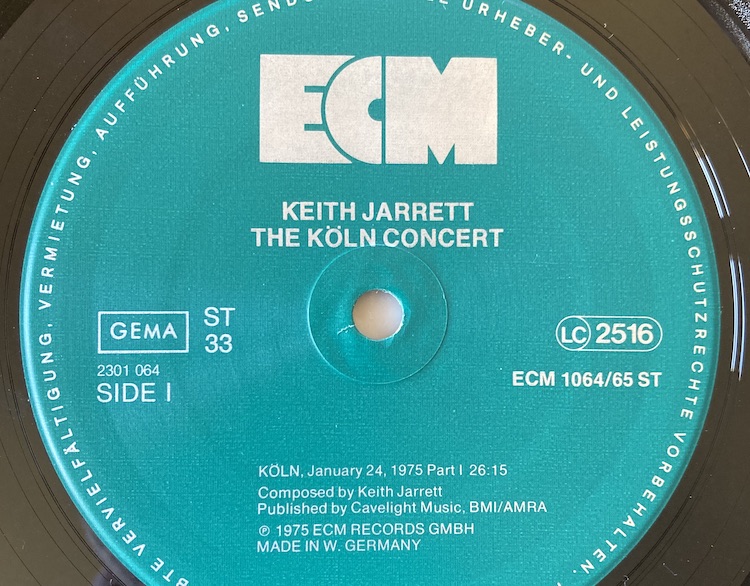 VERVIELFÄLTIGUNG, VERMIETUNG, AUFFÜHRUNG, URHEBER- UND LEISTUNGSSCHUTZRECHTE VORBEHALTEN.
ECM
KEITH JARRETT
THE KÖLN CONCERT
GEMA
ST
33
2301 064
SIDE I
LC 2516
ECM 1064/65 ST
KÖLN, January 24, 1975 Part I 26:15
Composed by Keith Jarrett
Published by Cavelight Music, BMI/AMRA
℗ 1975 ECM RECORDS GMBH
MADE IN W. GERMANY